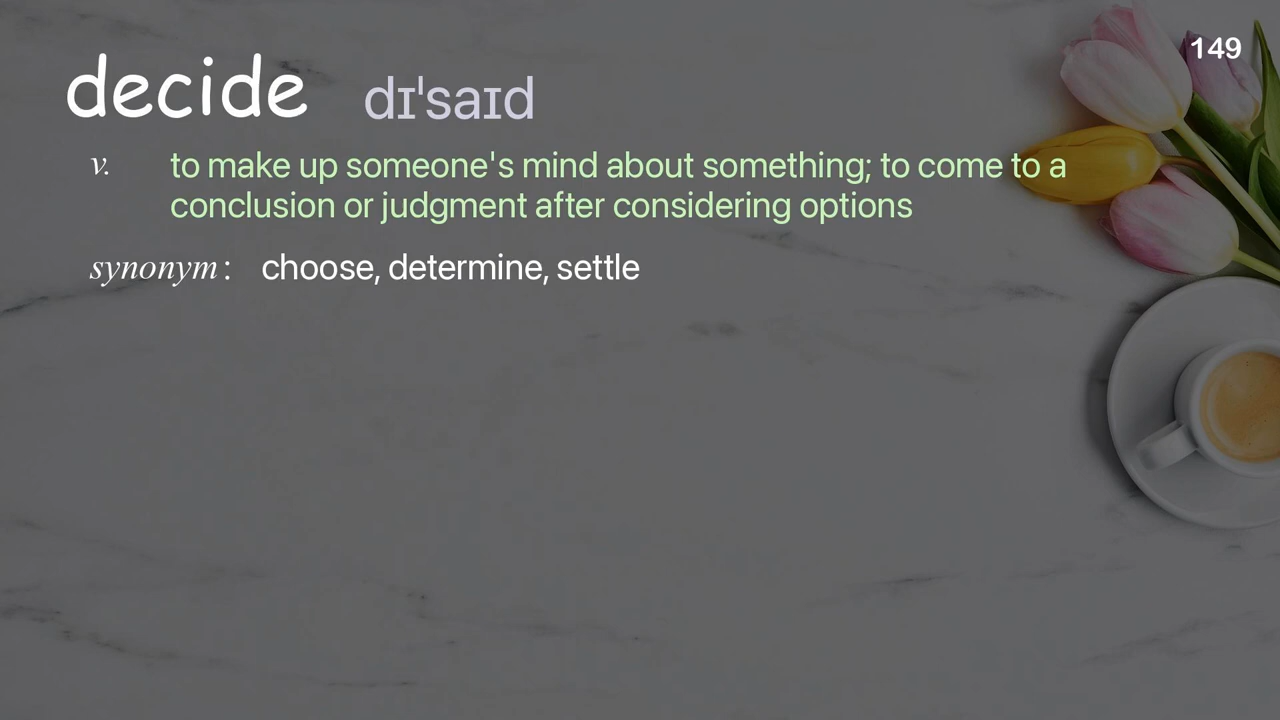 149
decide dɪˈsaɪd
v. to make up someone's mind about something; to come to a
conclusion or judgment after considering options
synonym: choose, determine, settle